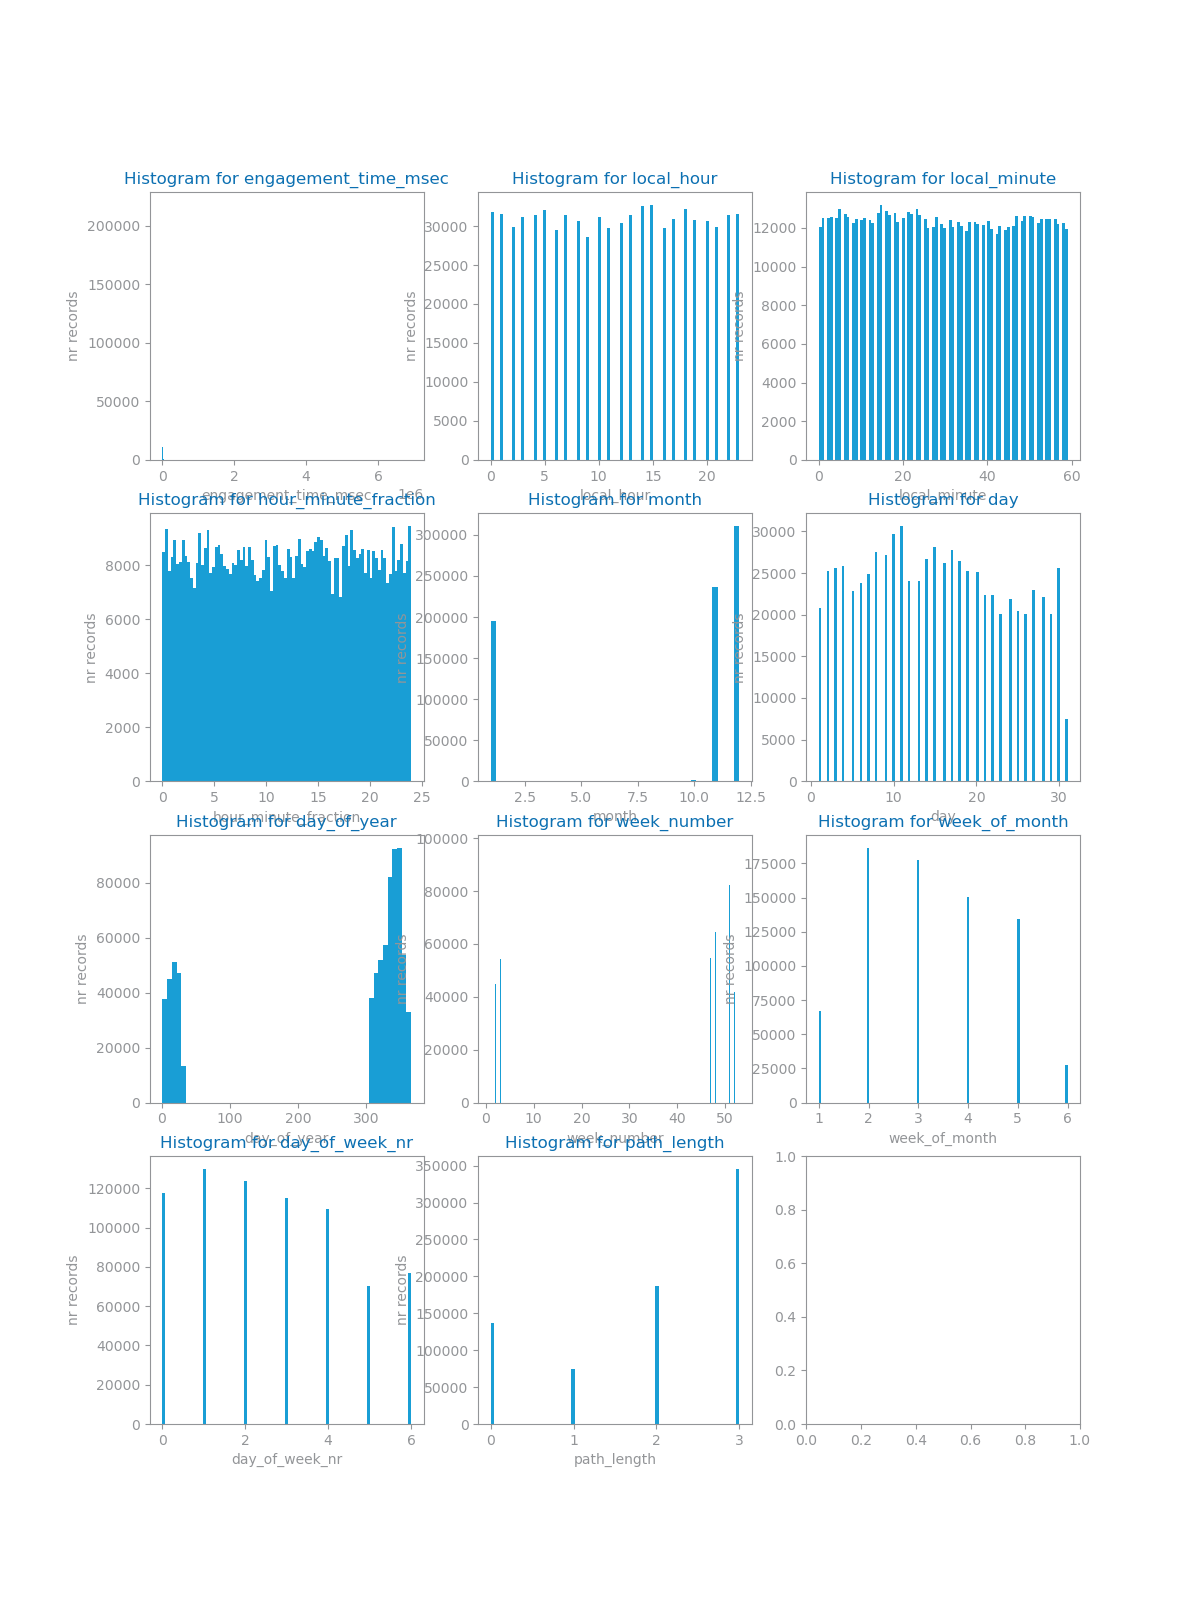 Histogram for engagement_time_msec
Histogram for local_hour
Histogram for local_minute
nr records
200000
150000
100000
50000
0
0 2 4 6
1e6
engagement_time_msec
nr records
30000
25000
20000
15000
10000
5000
0
0 5 10 15 20
local_hour
nr records
12000
10000
8000
6000
4000
2000
0
0 20 40 60
local_minute
Histogram for hour_minute_fraction
Histogram for month
Histogram for day
nr records
8000
6000
4000
2000
0
0 5 10 15 20 25
hour_minute_fraction
nr records
300000
250000
200000
150000
100000
50000
0
2.5 5.0 7.5 10.0 12.5
month
nr records
30000
25000
20000
15000
10000
5000
0
0 10 20 30
day
Histogram for day_of_year
Histogram for week_number
Histogram for week_of_month
nr records
80000
60000
40000
20000
0
0 100 200 300
day_of_year
nr records
100000
80000
60000
40000
20000
0
0 10 20 30 40 50
week_number
nr records
175000
150000
125000
100000
75000
50000
25000
0
1 2 3 4 5 6
week_of_month
Histogram for day_of_week_nr
Histogram for path_length
nr records
120000
100000
80000
60000
40000
20000
0
0 2 4 6
day_of_week_nr
nr records
350000
300000
250000
200000
150000
100000
50000
0
0 1 2 3
path_length
1.0
0.8
0.6
0.4
0.2
0.0
0.0 0.2 0.4 0.6 0.8 1.0